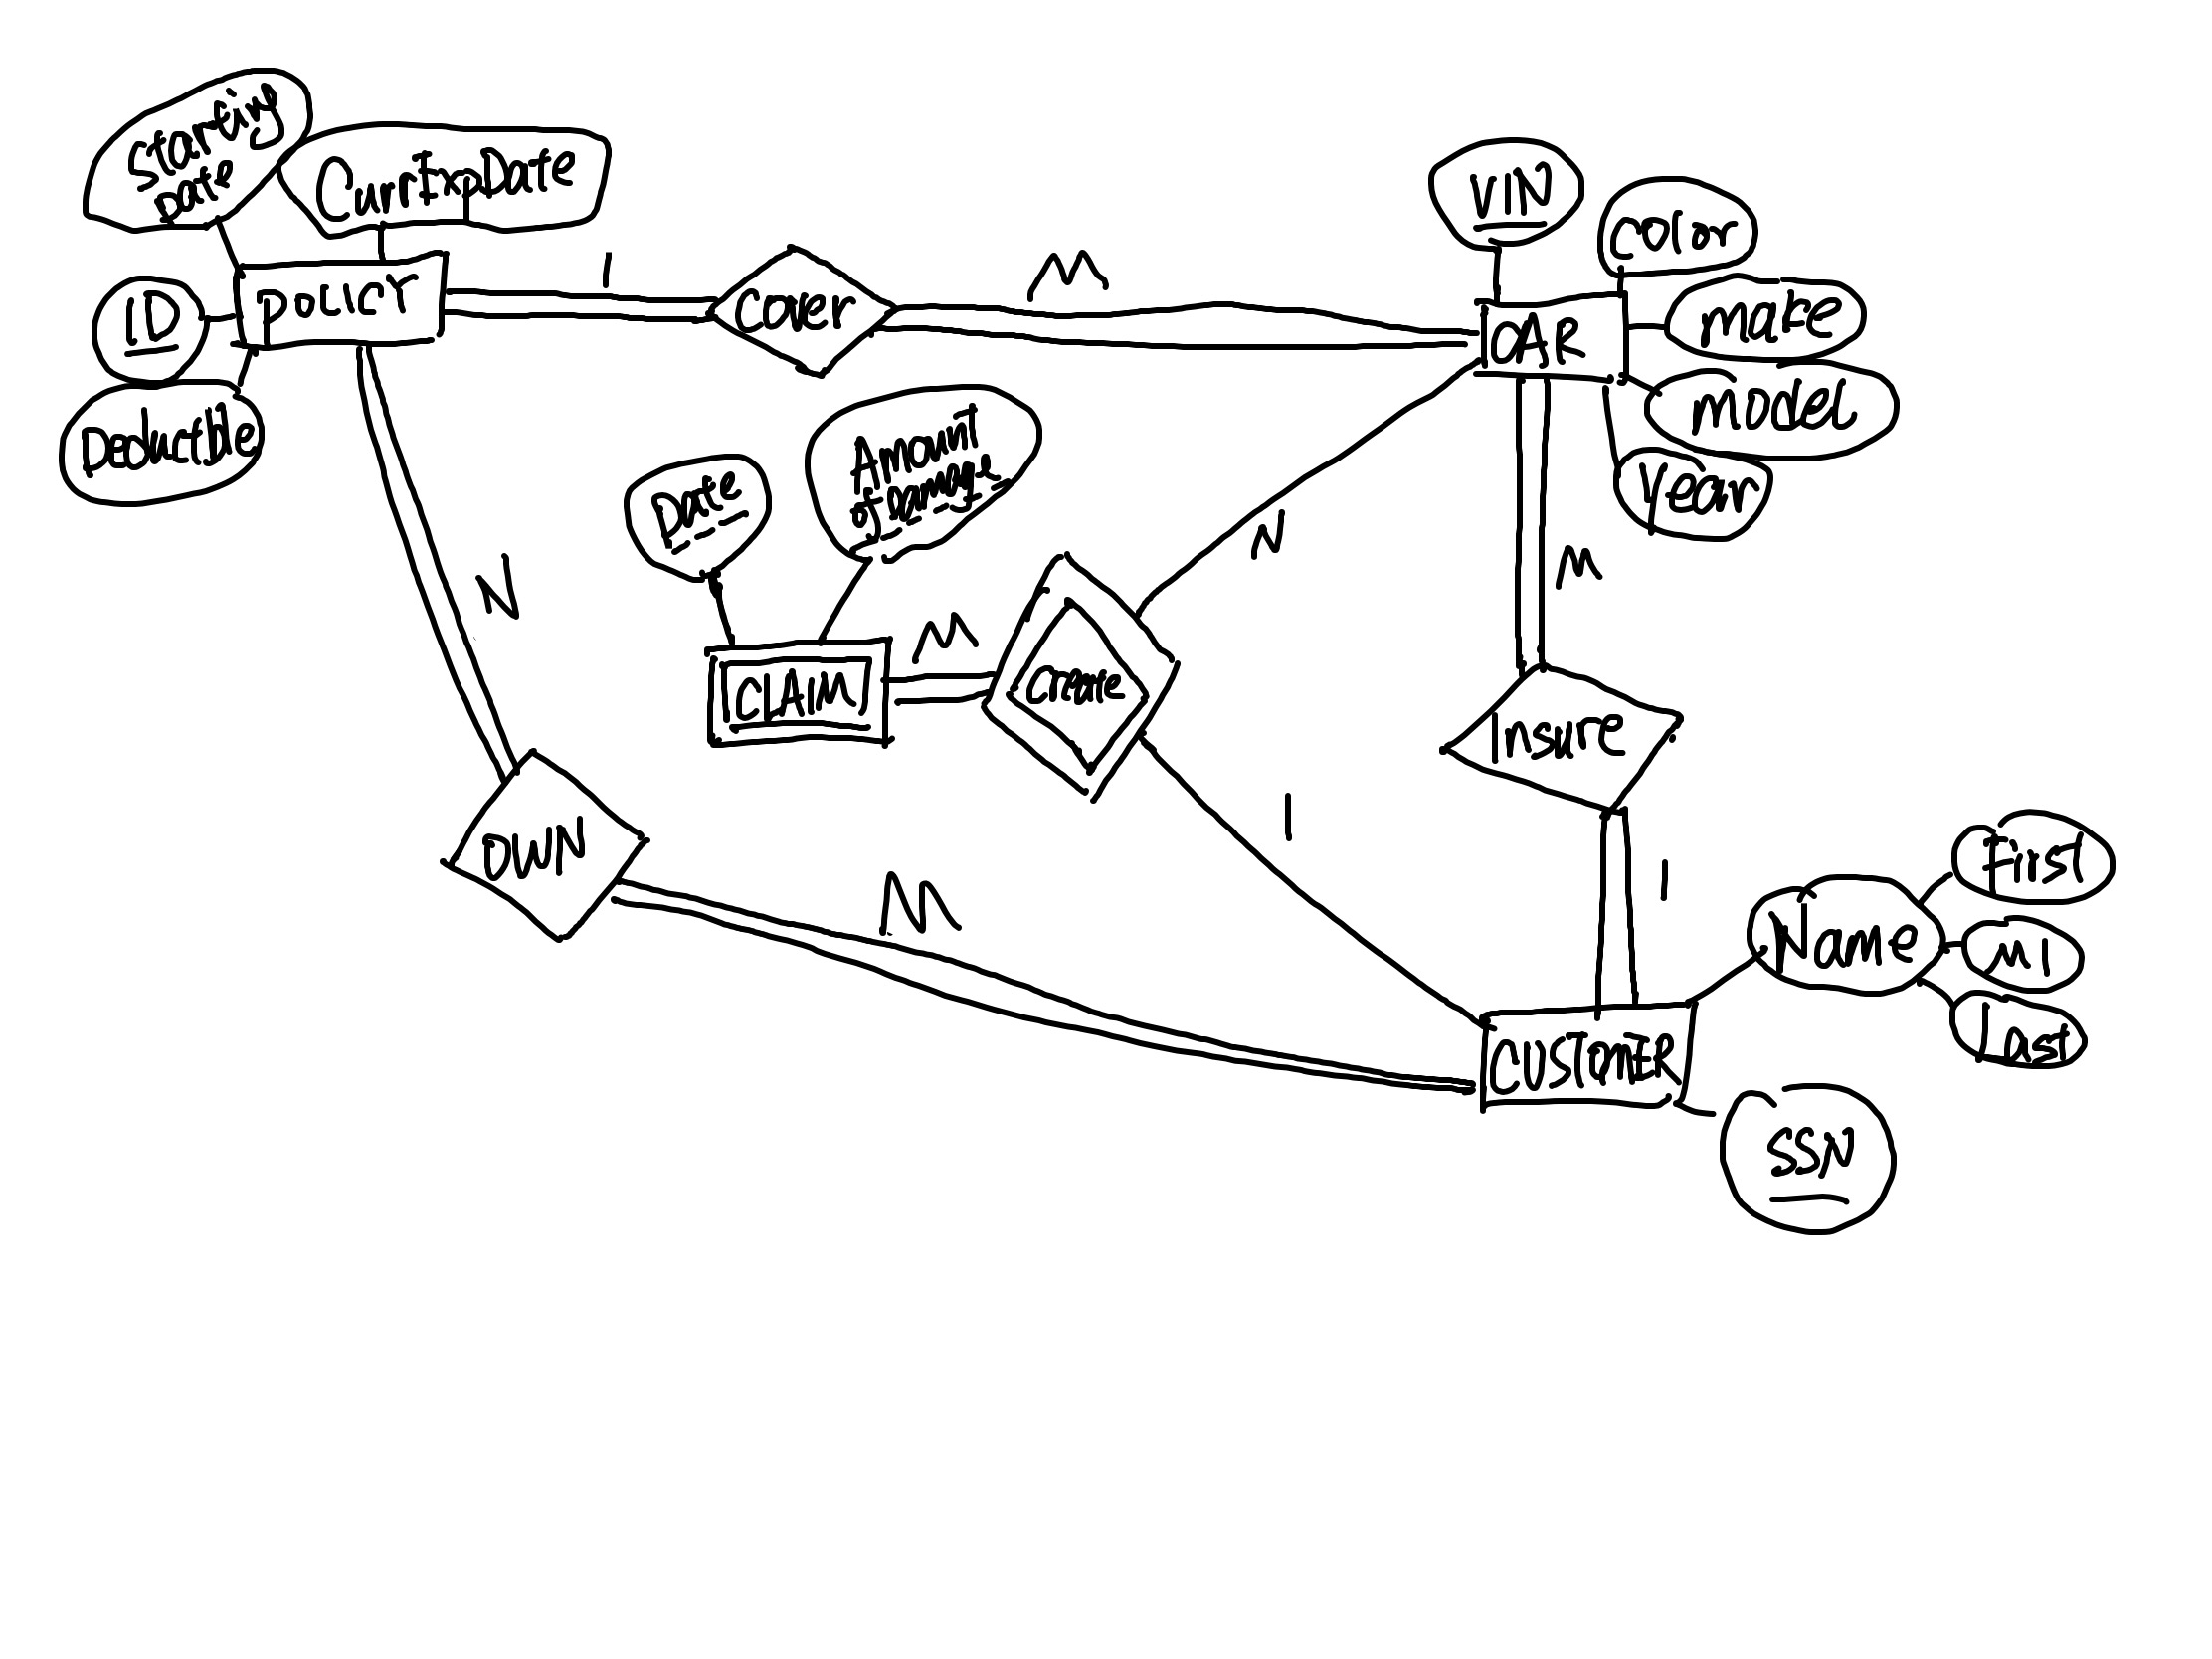 Starting
Date
CurrExpDate
VIN
color
ID
POLICY
1
Cover
M
CAR
make
model
Year
Deductible
Date
Amount
Damage
N
M
N
M
CLAIM
Create
Insure
OWN
1
1
M
First
Name
MI
Last
CUSTOMER
SSN